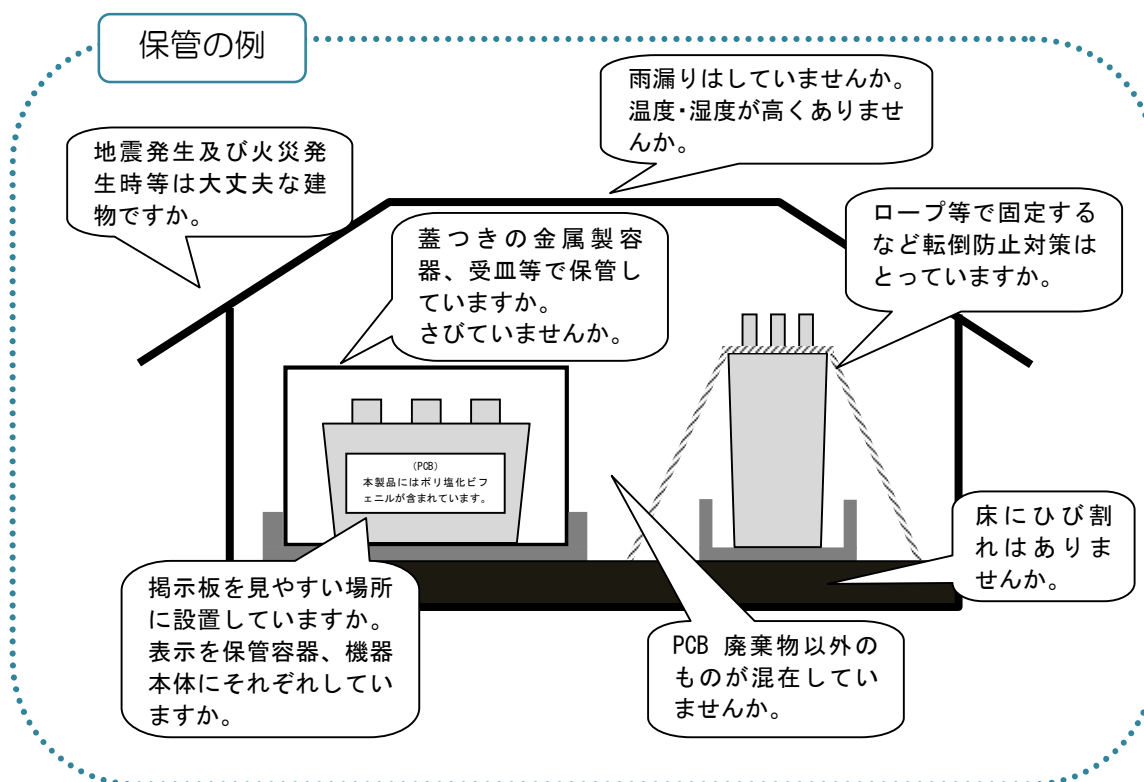 保管の例
雨漏りはしていませんか。
温度・湿度が高くありませ
んか。
地震発生及び火災発
生時等は大丈夫な建
物ですか。
ロープ等で固定する
など転倒防止対策は
とっていますか。
蓋つきの金属製容
器、受皿等で保管し
ていますか。
さびていませんか。
(PCB)
本製品にはポリ塩化ビフ
ェニルが含まれています。
床にひび割
れはありま
せんか。
掲示板を見やすい場所
に設置していますか。
表示を保管容器、機器
本体にそれぞれしてい
ますか。
PCB 廃棄物以外の
ものが混在してい
ませんか。